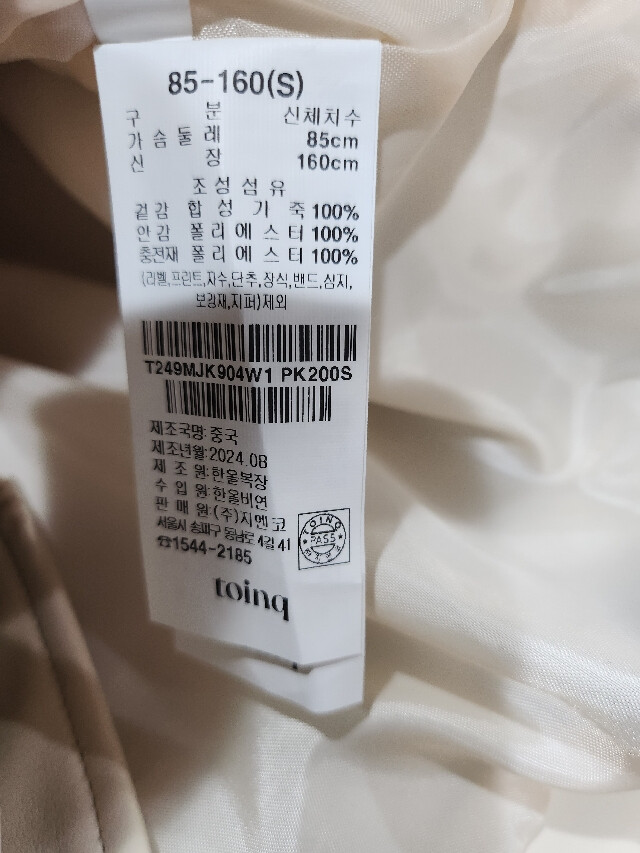 85-160(S)
구 분 신체치수
가 슴 둘 레 85cm
신 장 160cm
조 성 섬 유
겉 감 합 성 기 죽 100%
안 감 폴 리 에 스 터 100%
충전재 폴 리 에 스 터 100%
(라벨,프린트,자수,단추,장식,밴드,심지,
보강재,지퍼)제외
T249MJK904W1 PK200S
제조국명:중국
제조년월:2024.08
제 조 원:한울복장
수 입 원:한울비연
판 매 원:(주)지엔코
서울시 송파구 동남로 4길 41
☎1544-2185
TOINQ
PASS
toinq